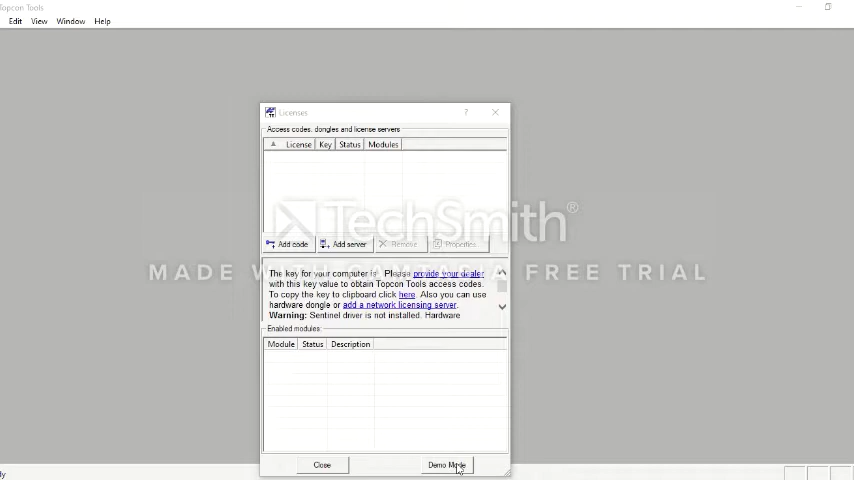 Topcon Tools
Edit View Window Help
Licenses ?
Access codes, dongles and license servers
License Key Status Modules
TechSmith®
Add code Add server Remove Properties
MADE WITH CAMTASIA FREE TRIAL
The key for your computer is Please provide your dealer
with this key value to obtain Topcon Tools access codes.
To copy the key to clipboard click here. Also you can use
hardware dongle or add a network licensing server.
Warning: Sentinel driver is not installed. Hardware
Enabled modules:
Module Status Description
Close Demo Mode